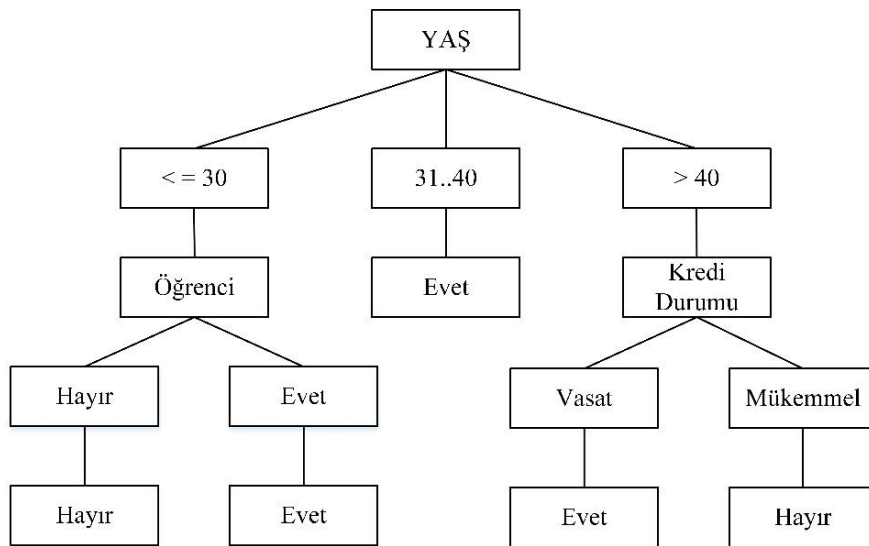 YAŞ
< = 30
31..40
> 40
Öğrenci
Evet
Kredi
Durumu
Hayır
Evet
Vasat
Mükemmel
Hayır
Evet
Evet
Hayır